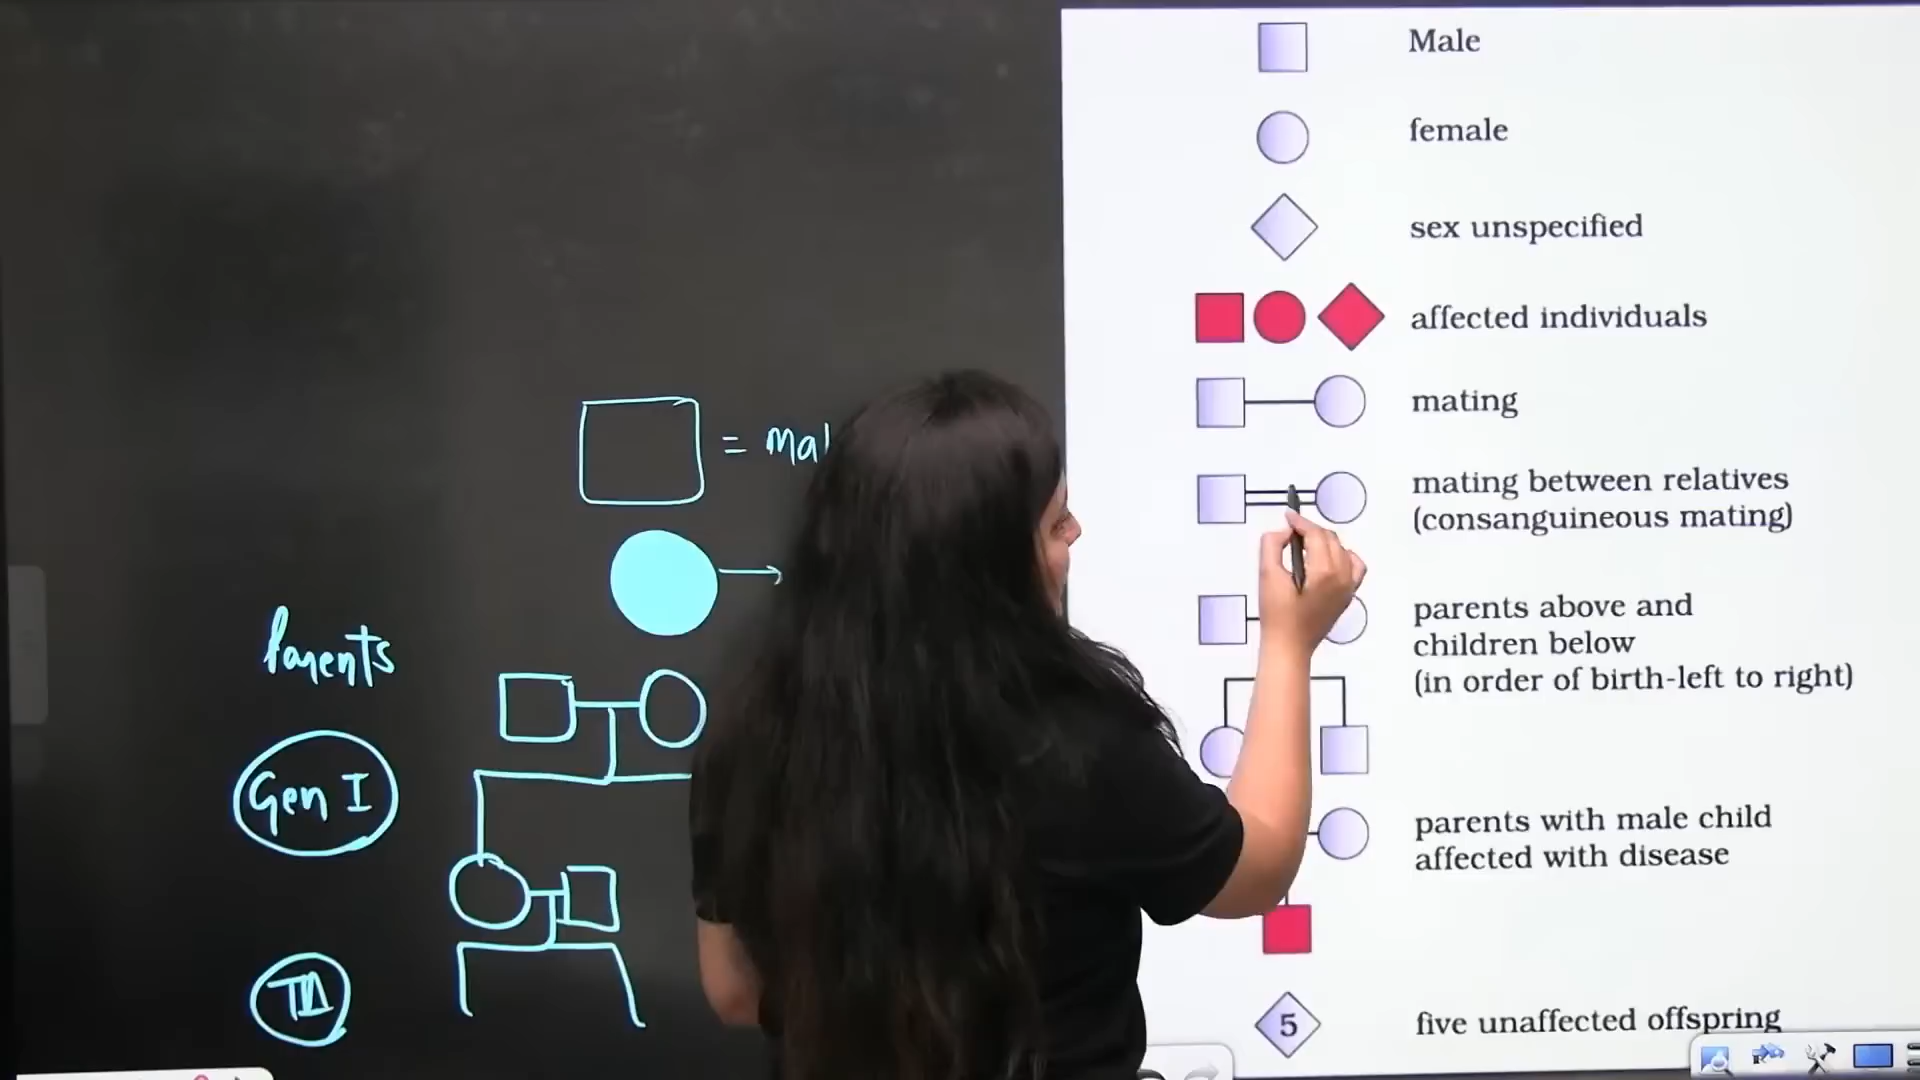 Male
female
sex unspecified
affected individuals
mating
= mal
mating between relatives
(consanguineous mating)
Parents
parents above and
children below
(in order of birth-left to right)
Gen I
parents with male child
affected with disease
5
five unaffected offspring